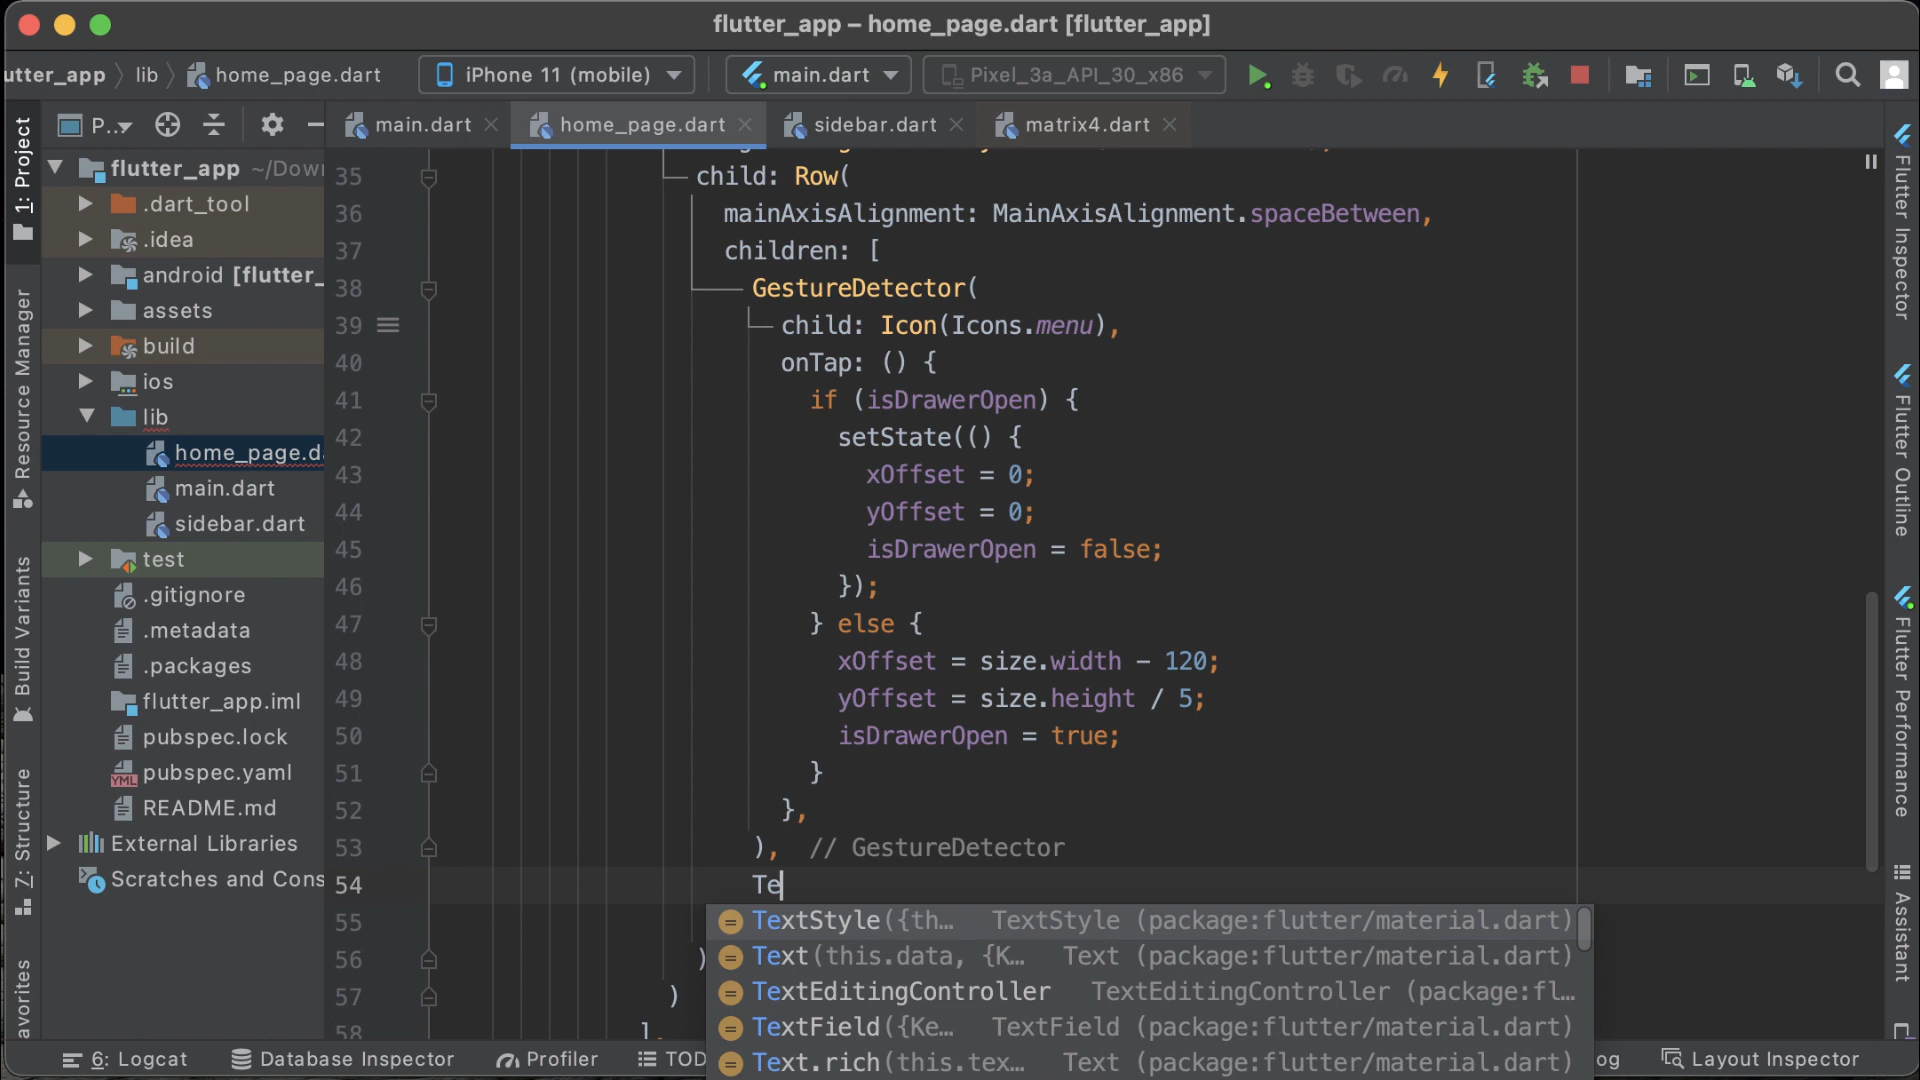 flutter_app – home_page.dart [flutter_app]
utter_app
lib
home_page.dart
iPhone 11 (mobile)
main.dart
Pixel_3a_API_30_x86
P..
main.dart
home_page.dart
sidebar.dart
matrix4.dart
1: Project
Resource Manager
Build Variants
Z: Structure
avorites
flutter_app ~/Dow
.dart_tool
.idea
android [flutter_
assets
build
ios
lib
home_page.da
main.dart
sidebar.dart
test
.gitignore
.metadata
.packages
flutter_app.iml
pubspec.lock
pubspec.yaml
README.md
External Libraries
Scratches and Cons
35 child: Row(
36 mainAxisAlignment: MainAxisAlignment.spaceBetween,
37 children: [
38 GestureDetector(
39 child: Icon(Icons.menu),
40 onTap: () {
41 if (isDrawerOpen) {
42 setState(() {
43 xOffset = 0;
44 yOffset = 0;
45 isDrawerOpen = false;
46 });
47 } else {
48 xOffset = size.width - 120;
49 yOffset = size.height / 5;
50 isDrawerOpen = true;
51 }
52 },
53 ), // GestureDetector
54 Te
55
56 )
57 )
58 ],
TextStyle({th… TextStyle (package:flutter/material.dart)
Text(this.data, {K… Text (package:flutter/material.dart)
TextEditingController TextEditingController (package:fl…
TextField({Ke… TextField (package:flutter/material.dart)
Text.rich(this.tex… Text (package:flutter/material.dart)
Flutter Inspector
Flutter Outline
Flutter Performance
Assistant
6: Logcat
Database Inspector
Profiler
TOD
og
Layout Inspector